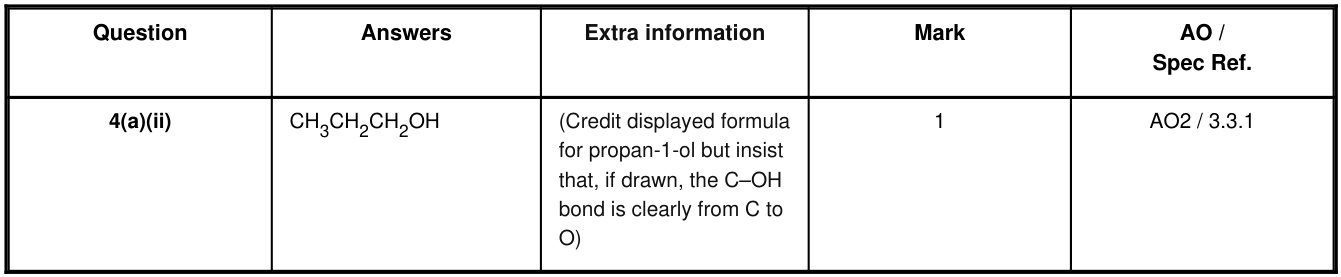 Question Answers Extra information Mark AO /
Spec Ref.
4(a)(ii) CH3CH2CH2OH (Credit displayed formula 1 AO2 / 3.3.1
for propan-1-ol but insist
that, if drawn, the C–OH
bond is clearly from C to
O)